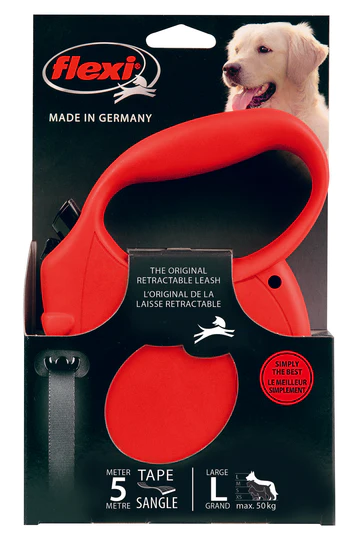 flexi
MADE IN GERMANY
THE ORIGINAL
RETRACTABLE LEASH
L'ORIGINAL DE LA
LAISSE RETRACTABLE
SIMPLY
THE BEST
LE MEILLEUR
SIMPLEMENT
METER
5
METRE
TAPE
SANGLE
LARGE
L
GRAND
L
M
S
XS
max. 50 kg